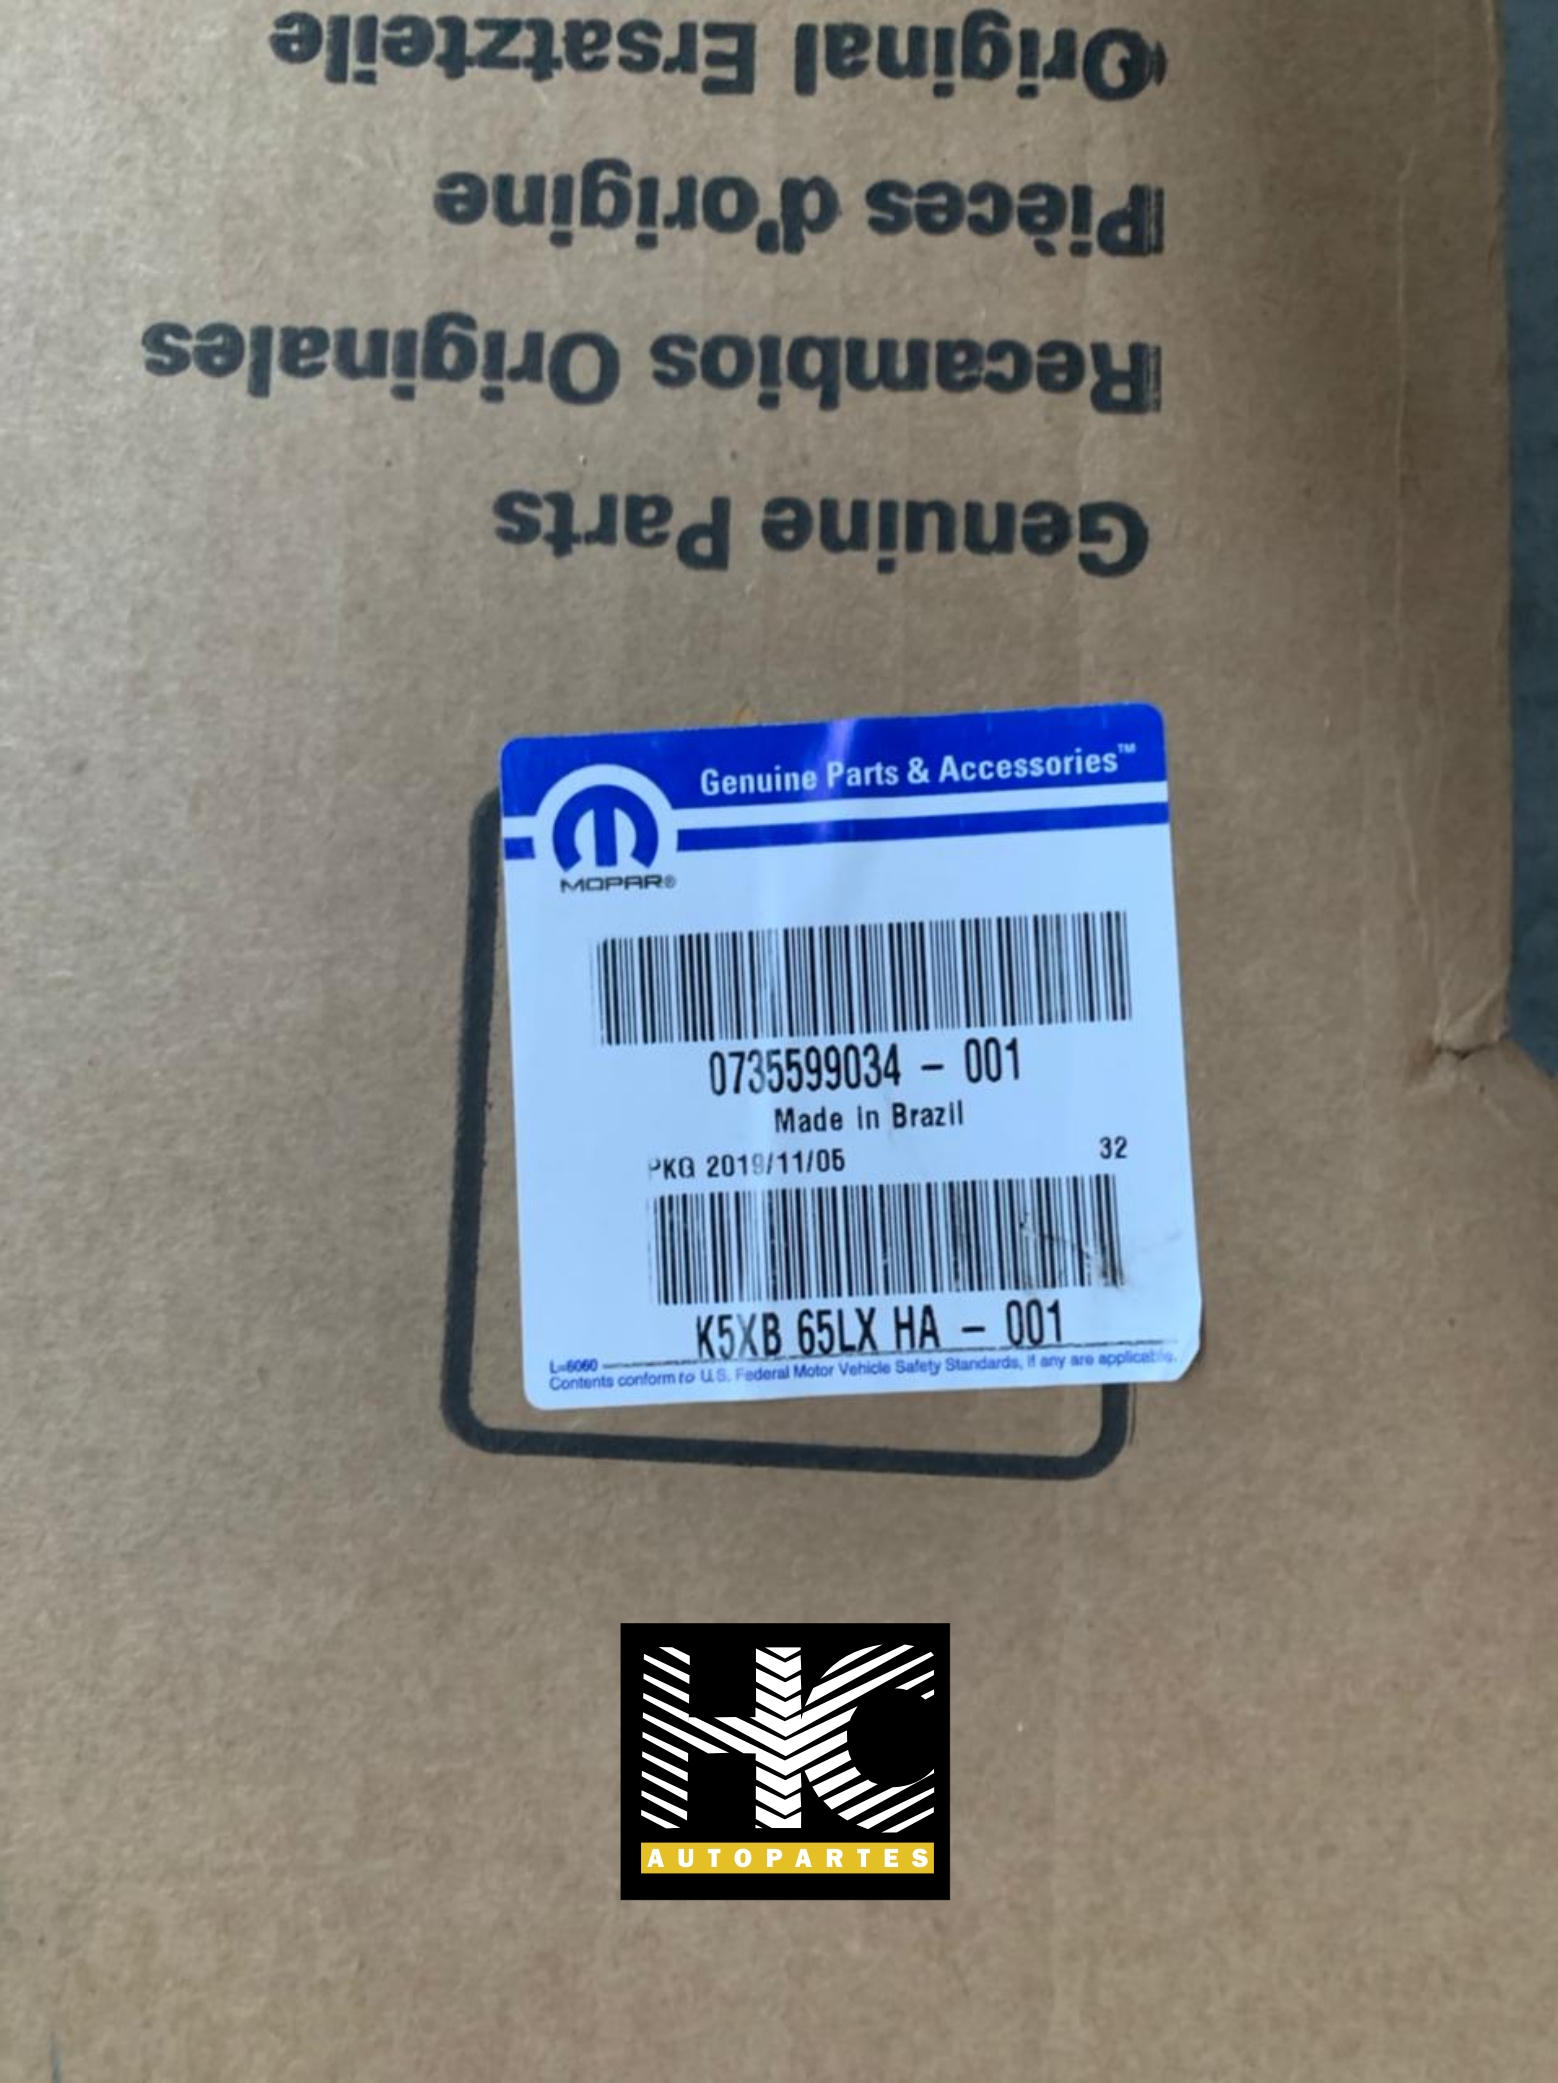 Original Ersatzteile
Pièces d'origine
Recambios Originales
Genuine Parts
Genuine Parts & Accessories™
MOPAR®
0735599034 - 001
Made in Brazil
PKG 2019/11/05 32
K5XB 65LX HA - 001
L-6060
Contents conform to U.S. Federal Motor Vehicle Safety Standards, if any are applicable.
HC
AUTOPARTES